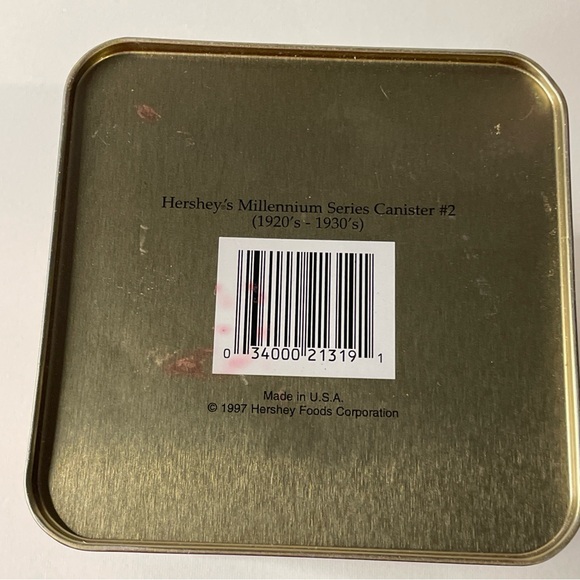 Hershey's Millennium Series Canister #2
(1920's - 1930's)
0 34000 21319 1
Made in U.S.A.
© 1997 Hershey Foods Corporation